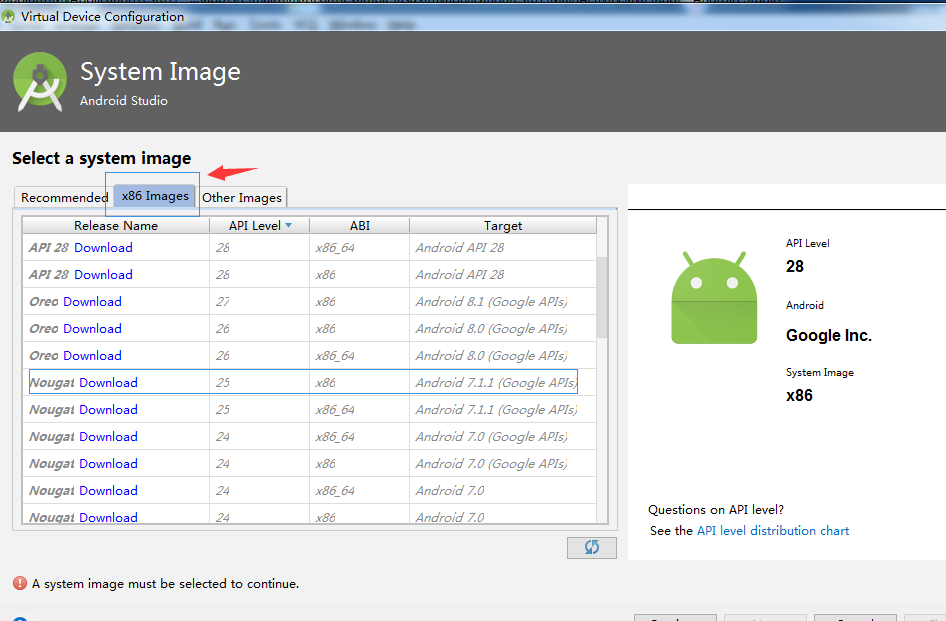 Virtual Device Configuration
System Image
Android Studio
Select a system image
Recommended x86 Images Other Images
Release Name API Level ABI Target
API 28 Download 28 x86_64 Android API 28
API 28 Download 28 x86 Android API 28
Oreo Download 27 x86 Android 8.1 (Google APIs)
Oreo Download 26 x86 Android 8.0 (Google APIs)
Oreo Download 26 x86_64 Android 8.0 (Google APIs)
Nougat Download 25 x86 Android 7.1.1 (Google APIs)
Nougat Download 25 x86_64 Android 7.1.1 (Google APIs)
Nougat Download 24 x86_64 Android 7.0 (Google APIs)
Nougat Download 24 x86 Android 7.0 (Google APIs)
Nougat Download 24 x86_64 Android 7.0
Nougat Download 24 x86 Android 7.0
API Level
28
Android
Google Inc.
System Image
x86
Questions on API level?
See the API level distribution chart
A system image must be selected to continue.